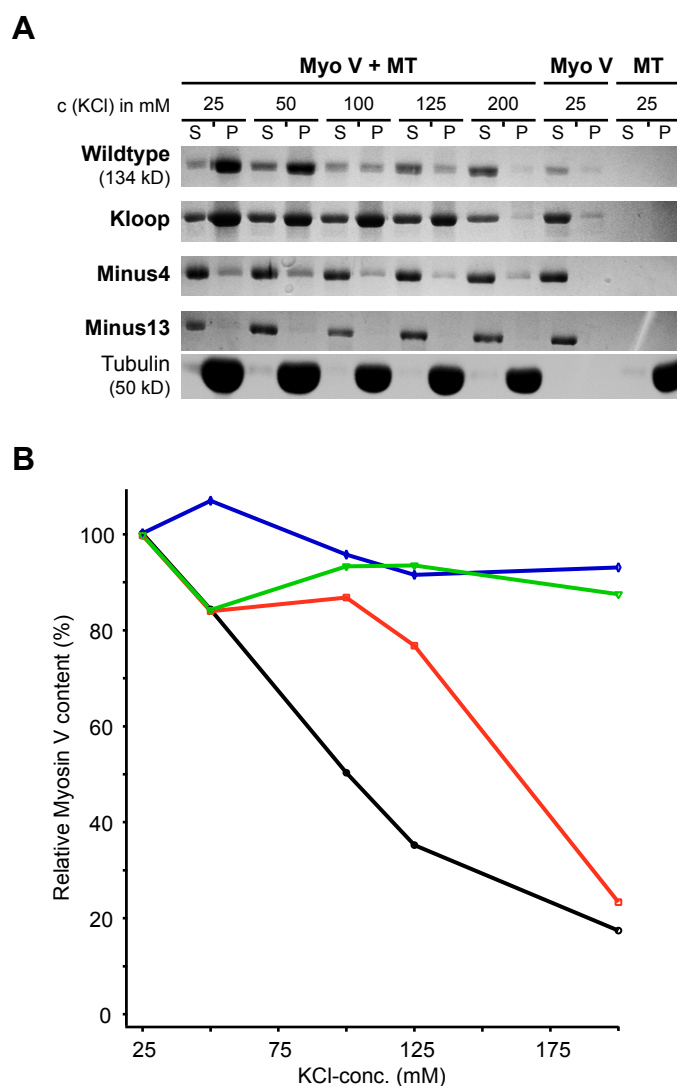 A
Myo V + MT Myo V MT
c (KCl) in mM 25 50 100 125 200 25 25
S P S P S P S P S P S P S P
Wildtype
(134 kD)
Kloop
Minus4
Minus13
Tubulin
(50 kD)
B
Relative Myosin V content (%)
100
80
60
40
20
0
25 75 125 175
KCl-conc. (mM)